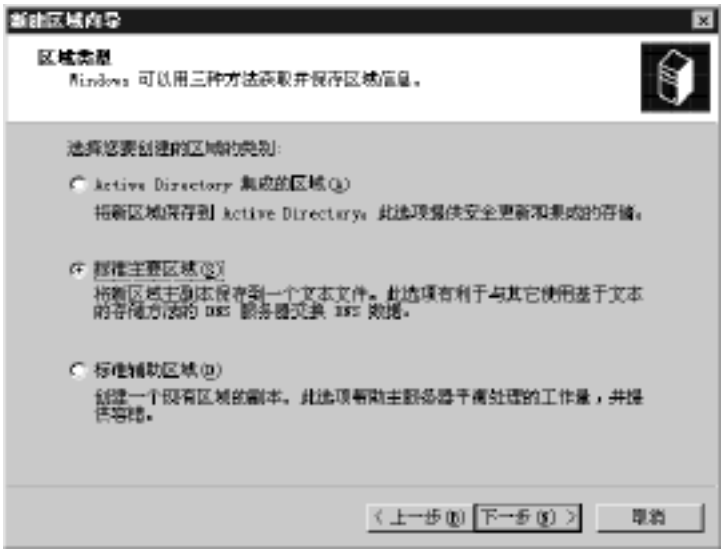 新建区域向导
区域类型
Windows 可以用三种方法获取并保存区域信息。
选择您要创建的区域的类别:
Active Directory 集成的区域(A)
将新区域保存到 Active Directory。此选项提供安全更新和集成的存储。
标准主要区域(S)
将新区域主副本保存到一个文本文件。此选项有利于与其它使用基于文本
的存储方法的 DNS 服务器交换 DNS 数据。
标准辅助区域(D)
创建一个现有区域的副本。此选项帮助主服务器平衡处理的工作量，并提
供容错。
< 上一步(B)
下一步(N) >
取消